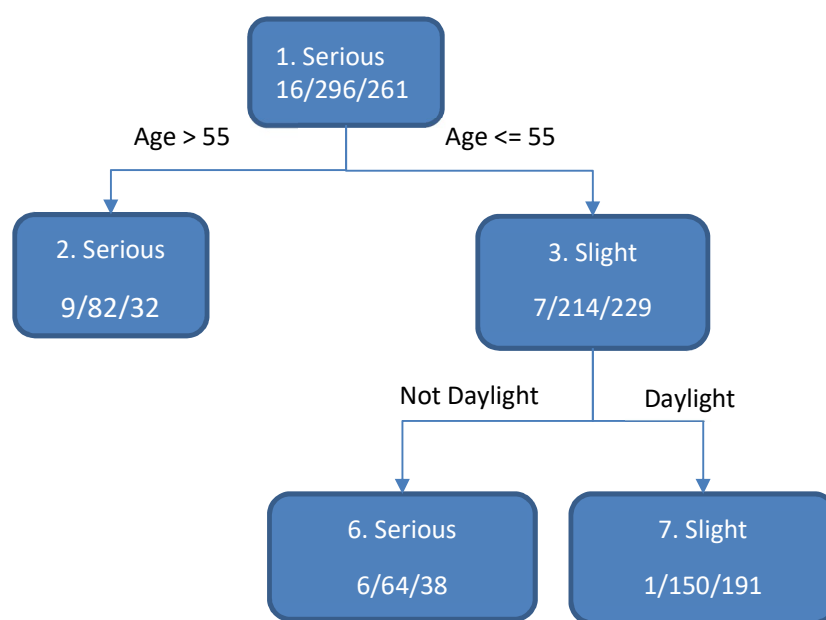 1. Serious
16/296/261
Age > 55
Age <= 55
2. Serious
9/82/32
3. Slight
7/214/229
Not Daylight
Daylight
6. Serious
6/64/38
7. Slight
1/150/191